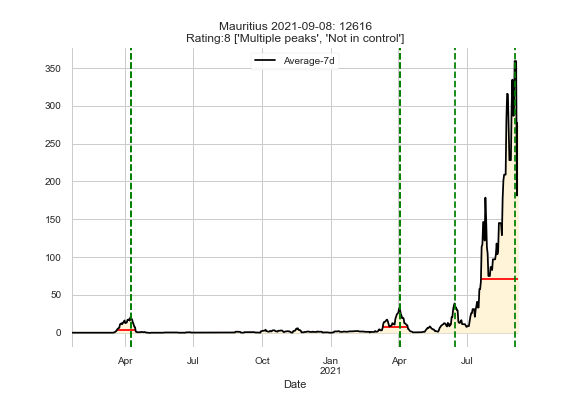 Mauritius 2021-09-08: 12616
Rating:8 ['Multiple peaks', 'Not in control']
Average-7d
350
300
250
200
150
100
50
0
Apr Jul Oct Jan Apr Jul
2021
Date